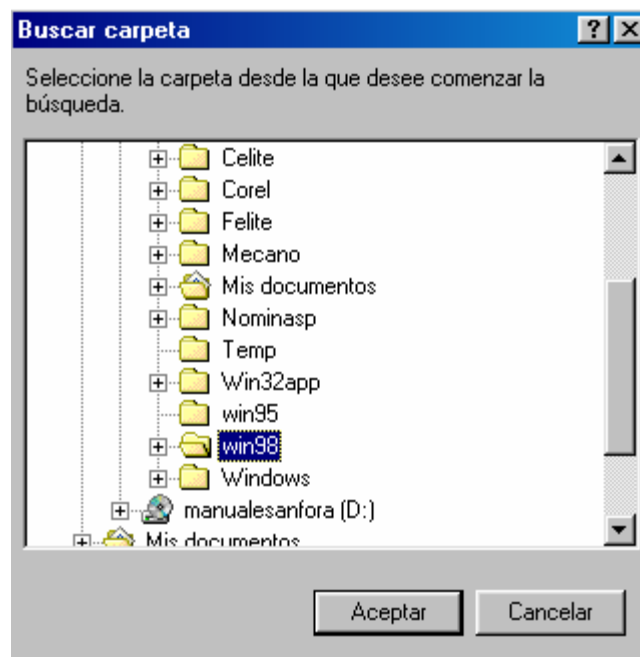 Buscar carpeta
Seleccione la carpeta desde la que desee comenzar la
búsqueda.
Celite
Corel
Felite
Mecano
Mis documentos
Nominasp
Temp
Win32app
win95
win98
Windows
manualesanfora (D:)
Mis documentos
Aceptar Cancelar